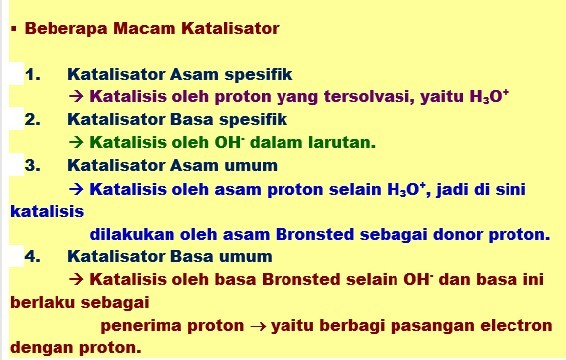 ▪ Beberapa Macam Katalisator
1. Katalisator Asam spesifik
→ Katalisis oleh proton yang tersolvasi, yaitu H₃O⁺
2. Katalisator Basa spesifik
→ Katalisis oleh OH⁻ dalam larutan.
3. Katalisator Asam umum
→ Katalisis oleh asam proton selain H₃O⁺, jadi di sini
katalisis
dilakukan oleh asam Bronsted sebagai donor proton.
4. Katalisator Basa umum
→ Katalisis oleh basa Bronsted selain OH⁻ dan basa ini
berlaku sebagai
penerima proton → yaitu berbagi pasangan electron
dengan proton.